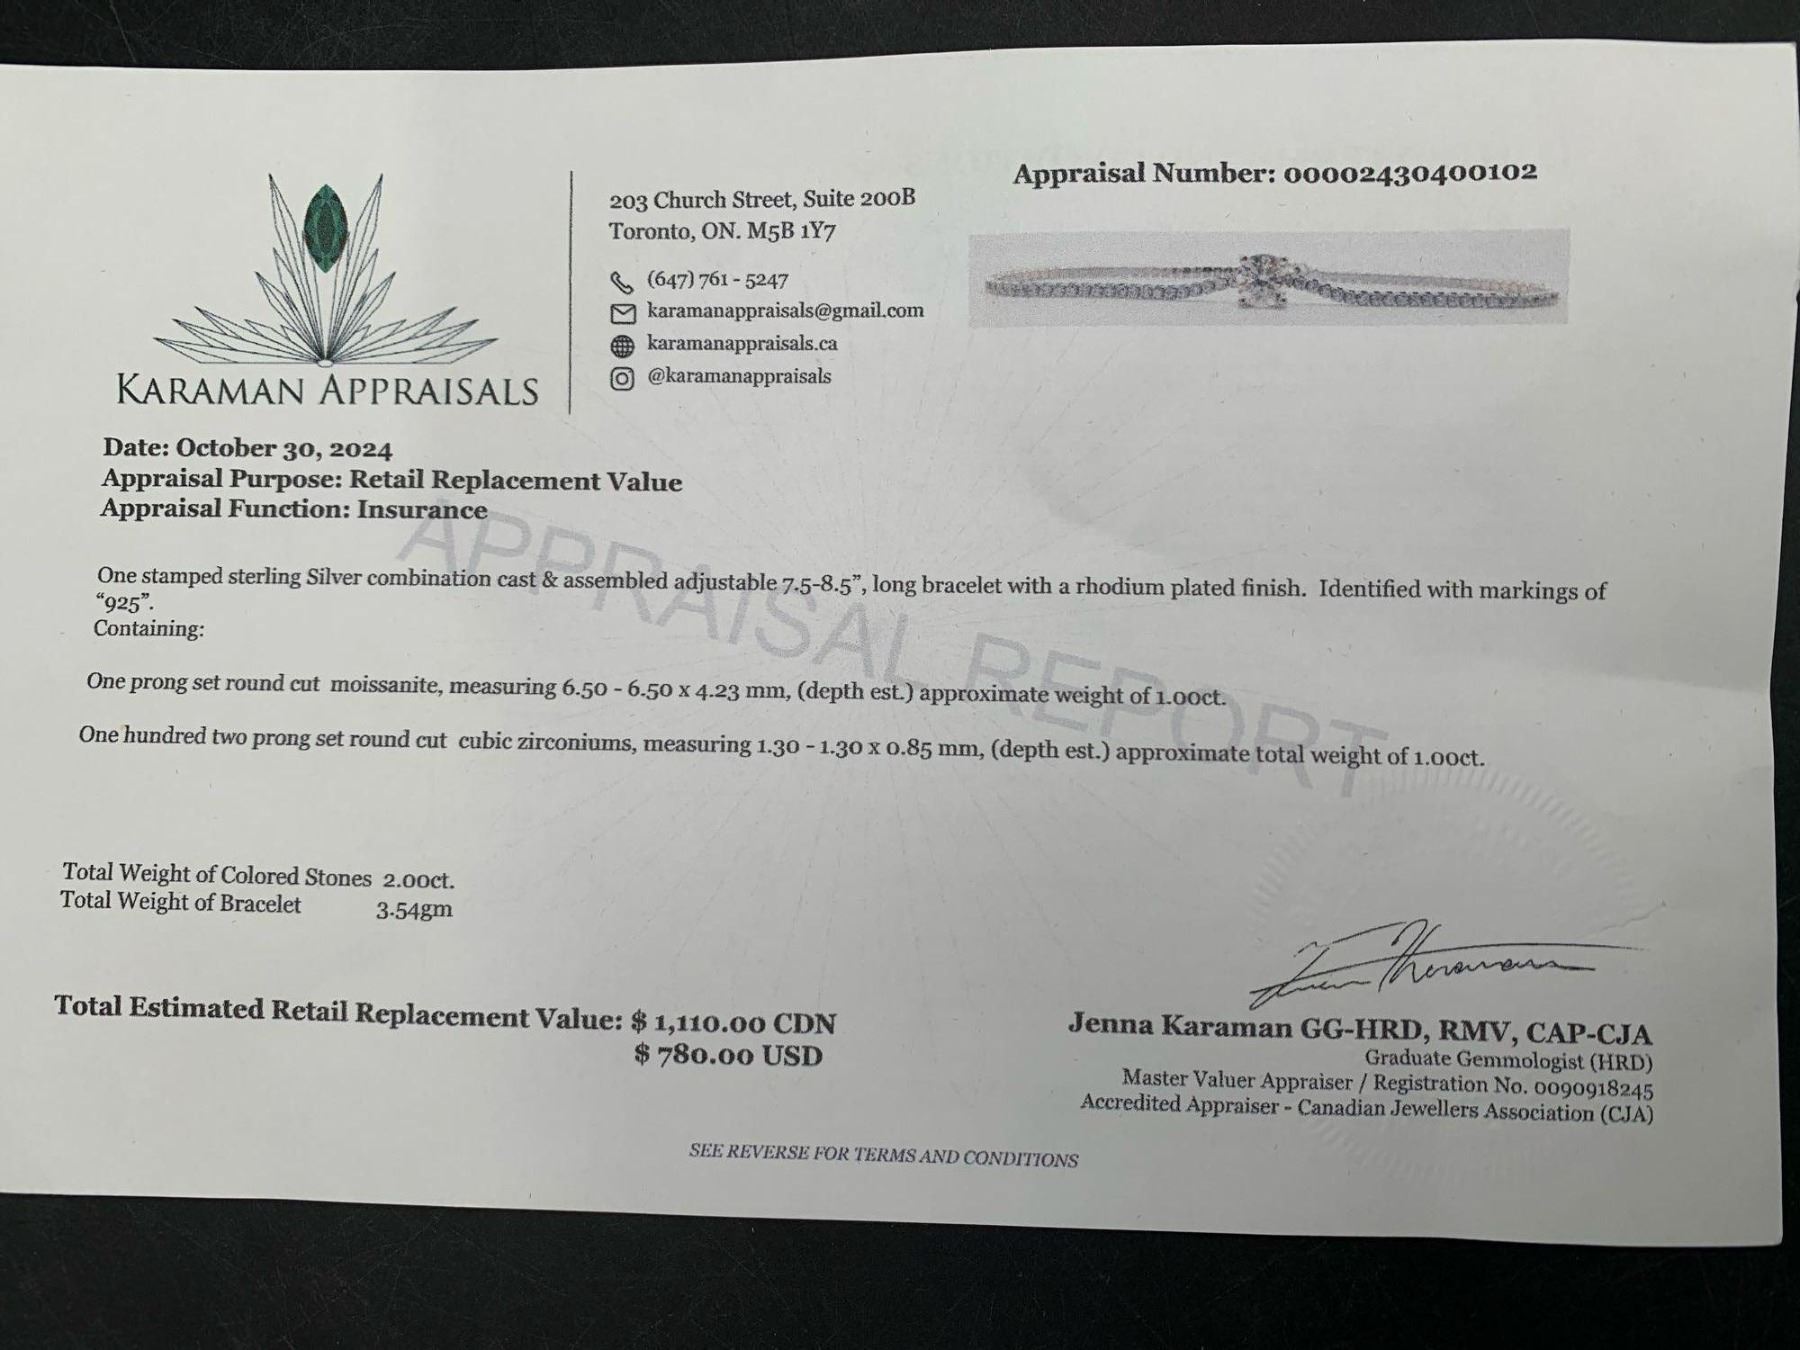 KARAMAN APPRAISALS
203 Church Street, Suite 200B
Toronto, ON. M5B 1Y7
(647) 761 - 5247
karamanappraisals@gmail.com
karamanappraisals.ca
@karamanappraisals
Appraisal Number: 00002430400102
Date: October 30, 2024
Appraisal Purpose: Retail Replacement Value
Appraisal Function: Insurance
APPRAISAL REPORT
One stamped sterling Silver combination cast & assembled adjustable 7.5-8.5”, long bracelet with a rhodium plated finish. Identified with markings of
“925”.
Containing:
One prong set round cut moissanite, measuring 6.50 - 6.50 x 4.23 mm, (depth est.) approximate weight of 1.00ct.
One hundred two prong set round cut cubic zirconiums, measuring 1.30 - 1.30 x 0.85 mm, (depth est.) approximate total weight of 1.00ct.
Total Weight of Colored Stones 2.00ct.
Total Weight of Bracelet 3.54gm
Total Estimated Retail Replacement Value: $ 1,110.00 CDN
$ 780.00 USD
Jenna Karaman GG-HRD, RMV, CAP-CJA
Graduate Gemmologist (HRD)
Master Valuer Appraiser / Registration No. 0090918245
Accredited Appraiser - Canadian Jewellers Association (CJA)
SEE REVERSE FOR TERMS AND CONDITIONS